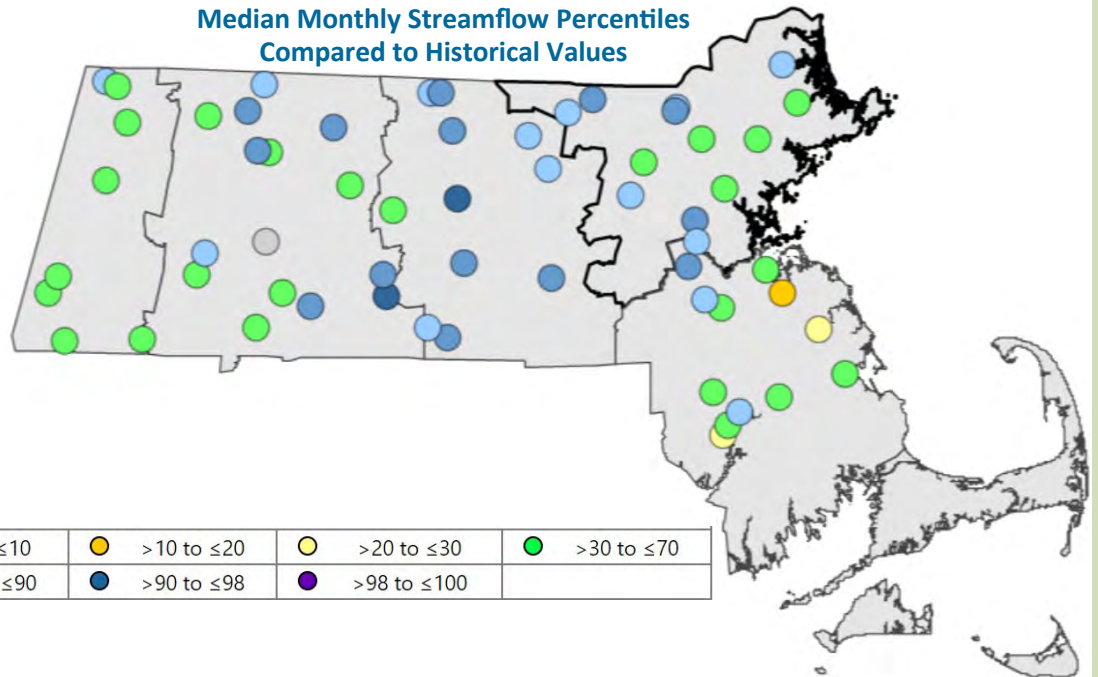 Median Monthly Streamflow Percentiles
Compared to Historical Values
≤10 >10 to ≤20 >20 to ≤30 >30 to ≤70
≤90 >90 to ≤98 >98 to ≤100